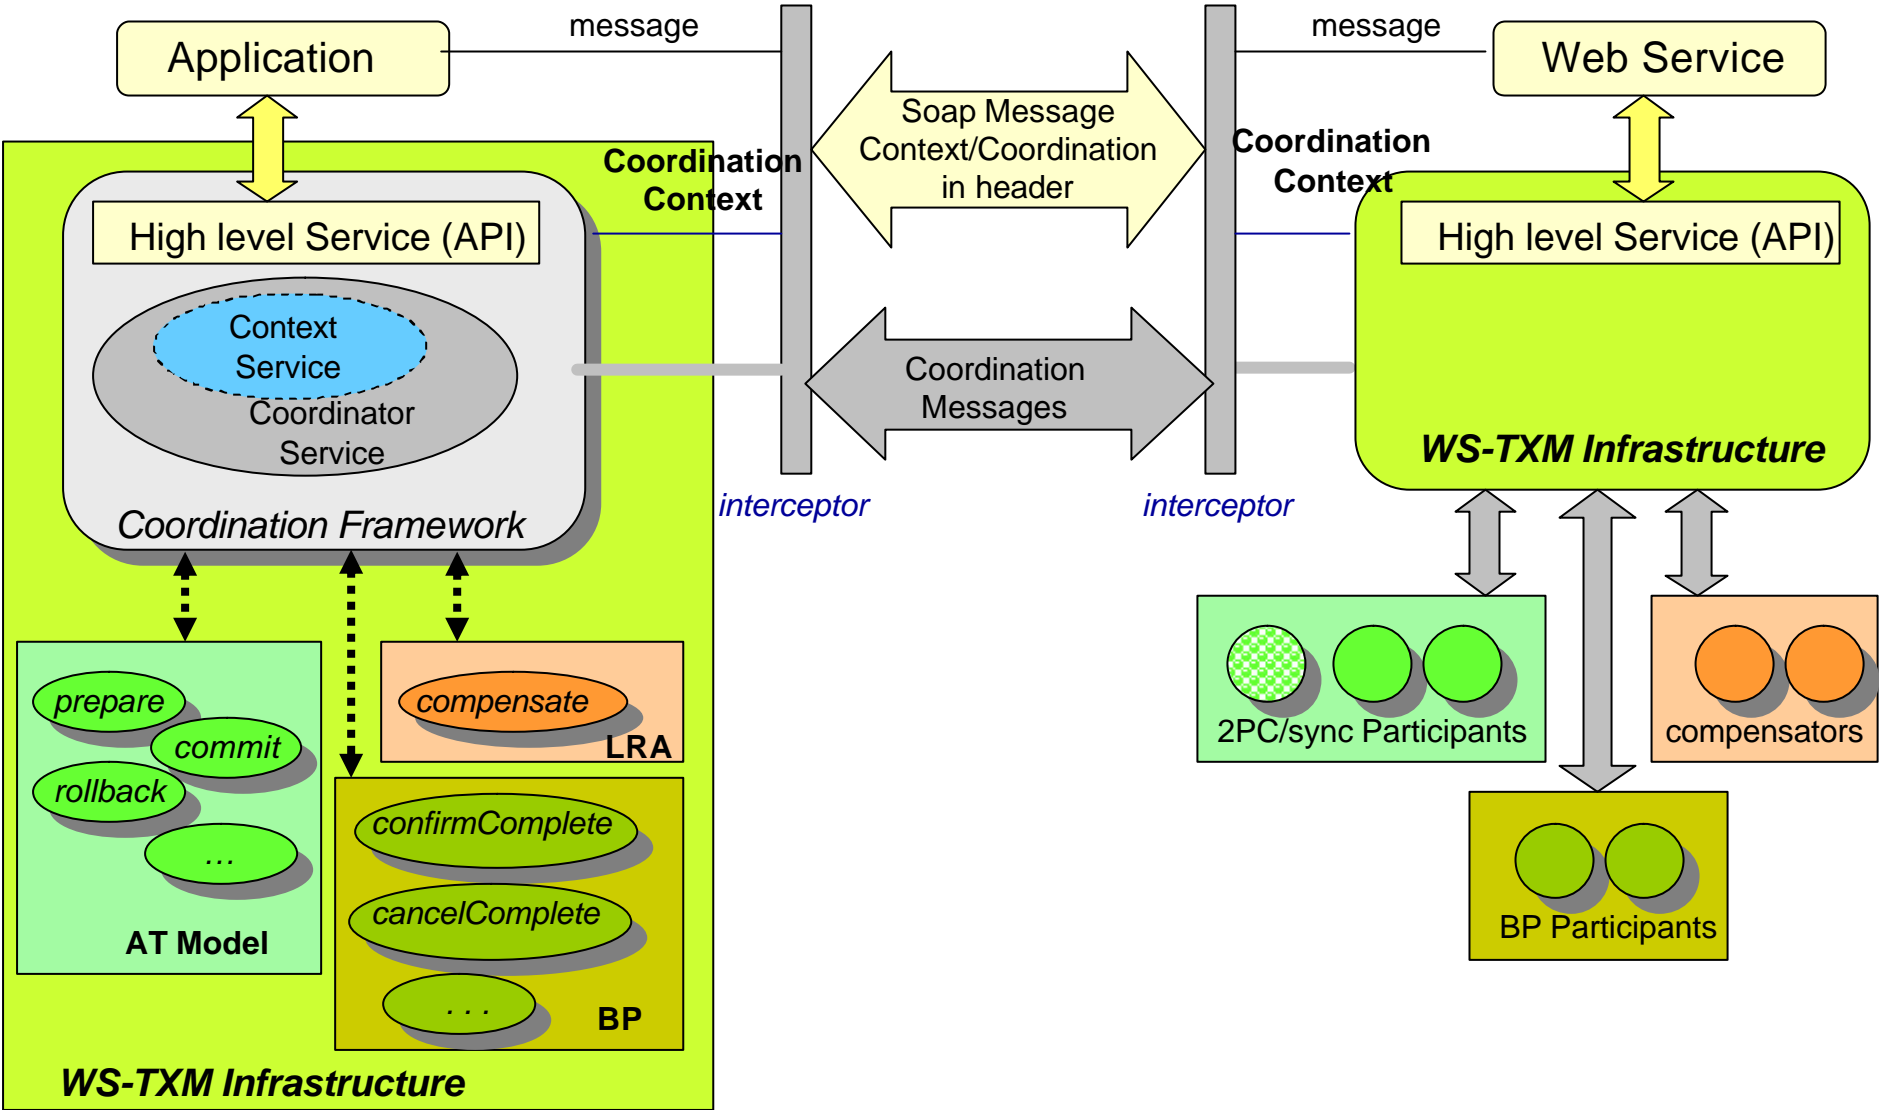 message
message
Application
Web Service
Soap Message
Context/Coordination
in header
Coordination
Context
Coordination
Context
High level Service (API)
High level Service (API)
Context
Service
Coordinator
Service
Coordination
Messages
WS-TXM Infrastructure
interceptor
interceptor
Coordination Framework
prepare
commit
rollback
...
AT Model
compensate
LRA
confirmComplete
cancelComplete
. . .
BP
WS-TXM Infrastructure
2PC/sync Participants
compensators
BP Participants